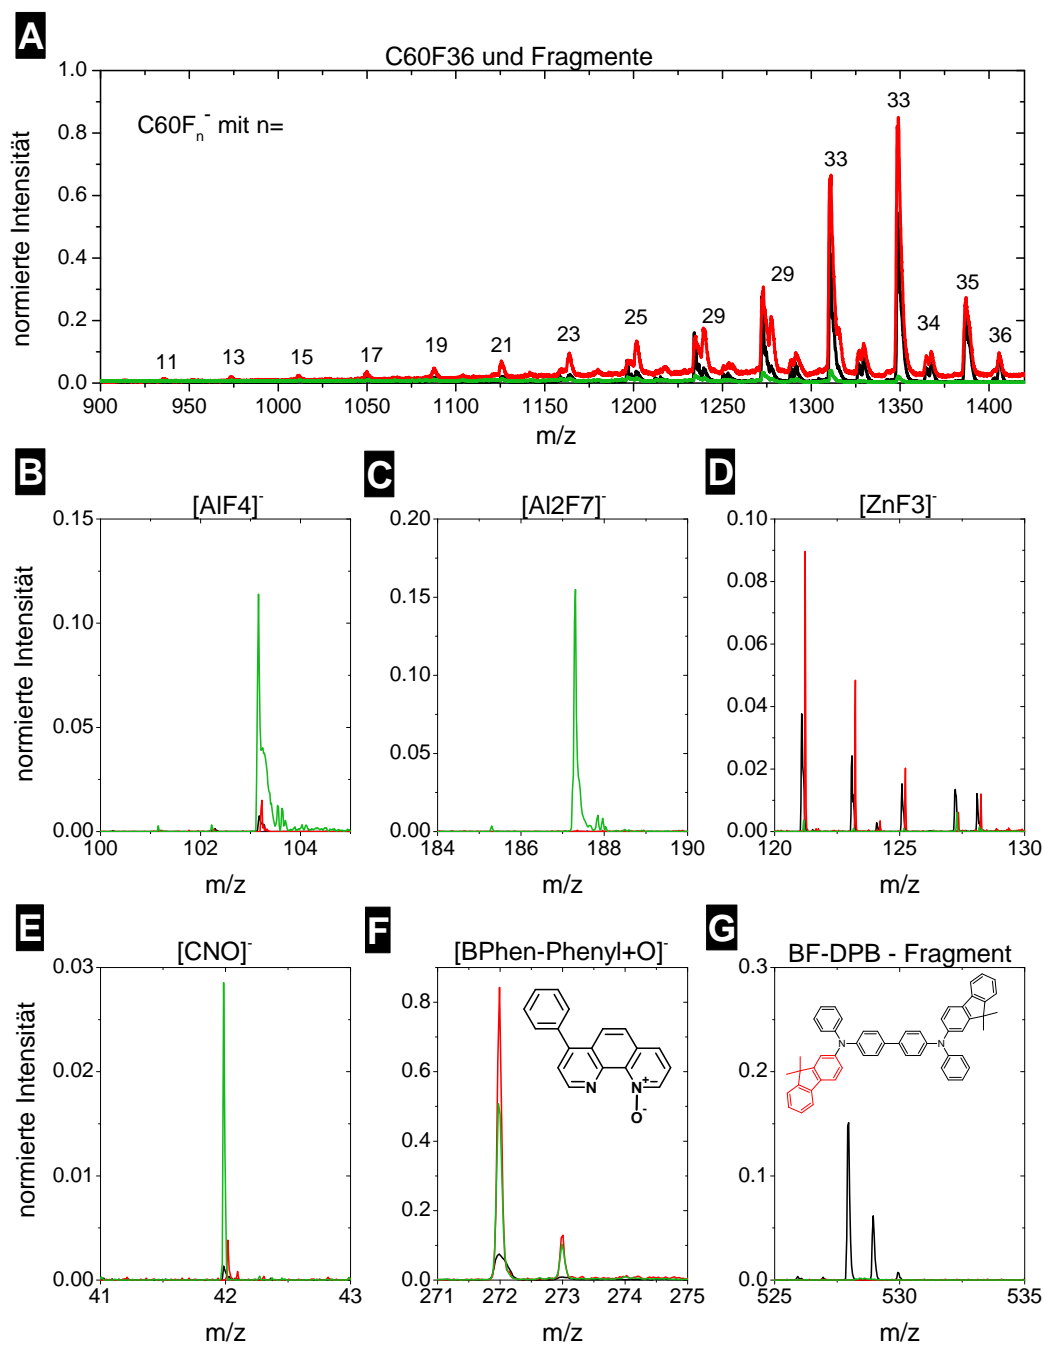 A
C60F36 und Fragmente
normierte Intensität
1.0
0.8
0.6
0.4
0.2
0.0
C60Fn- mit n=
11
13
15
17
19
21
23
25
29
29
33
33
34
35
36
900 950 1000 1050 1100 1150 1200 1250 1300 1350 1400
m/z
B
[AlF4]-
normierte Intensität
0.15
0.10
0.05
0.00
100 102 104
m/z
C
[Al2F7]-
0.20
0.15
0.10
0.05
0.00
184 186 188 190
m/z
D
[ZnF3]-
0.10
0.08
0.06
0.04
0.02
0.00
120 125 130
m/z
E
[CNO]-
normierte Intensität
0.03
0.02
0.01
0.00
41 42 43
m/z
F
[BPhen-Phenyl+O]-
0.8
0.6
0.4
0.2
0.0
N
N+
O-
271 272 273 274 275
m/z
G
BF-DPB - Fragment
0.3
0.2
0.1
0.0
N
N
525 530 535
m/z